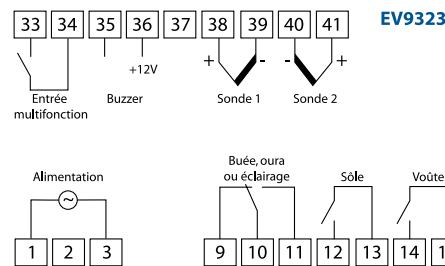 33 34 35 36 37 38 39 40 41 EV9323
+12V + - - +
Entrée multifonction
Buzzer
Sonde 1
Sonde 2
Alimentation
Buée, oura
ou éclairage
Sôle
Voûte
1 2 3 9 10 11 12 13 14